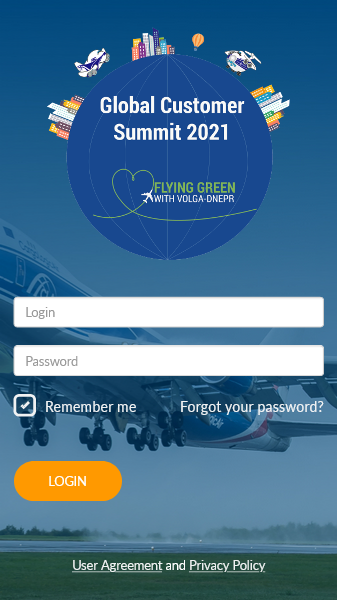 Global Customer
Summit 2021
FLYING GREEN
WITH VOLGA-DNEPR
Login
Password
Remember me
Forgot your password?
LOGIN
User Agreement and Privacy Policy